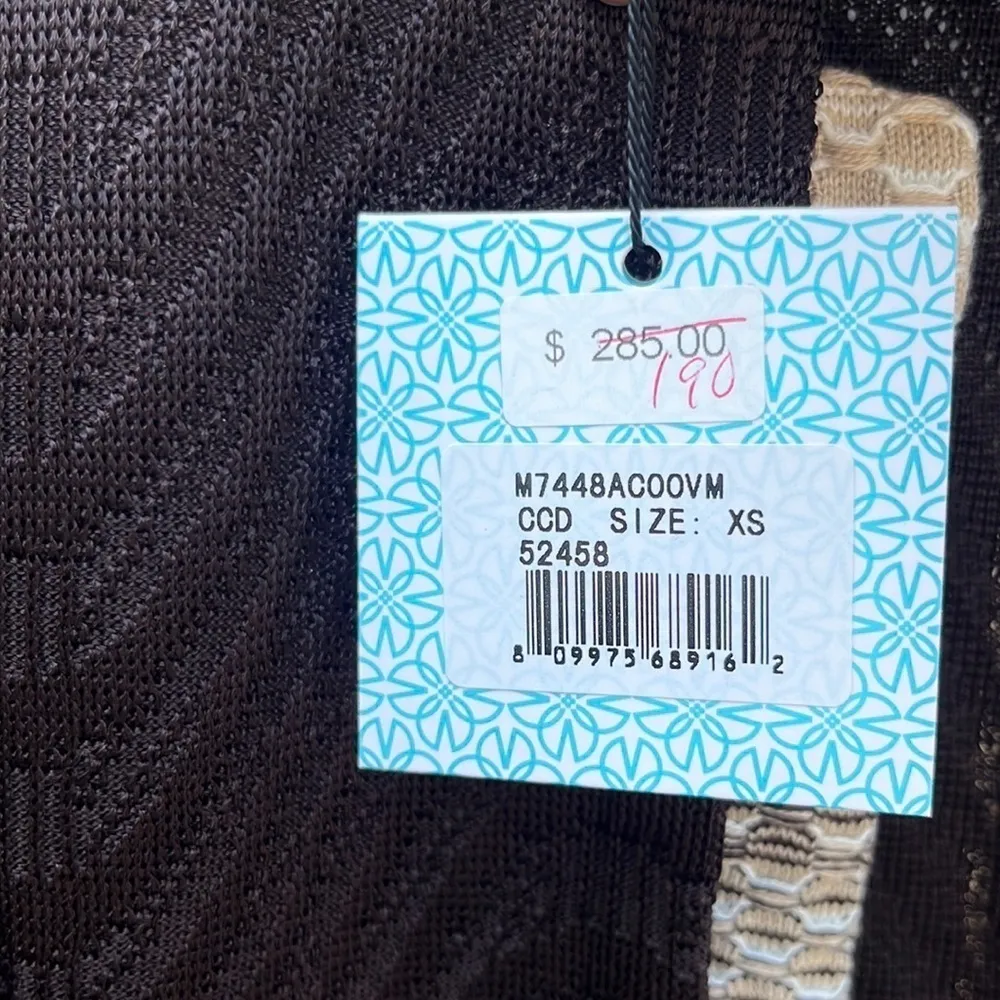 $ 285.00
190
M7448AC00VM
CCD SIZE: XS
52458
8 09975 68916 2